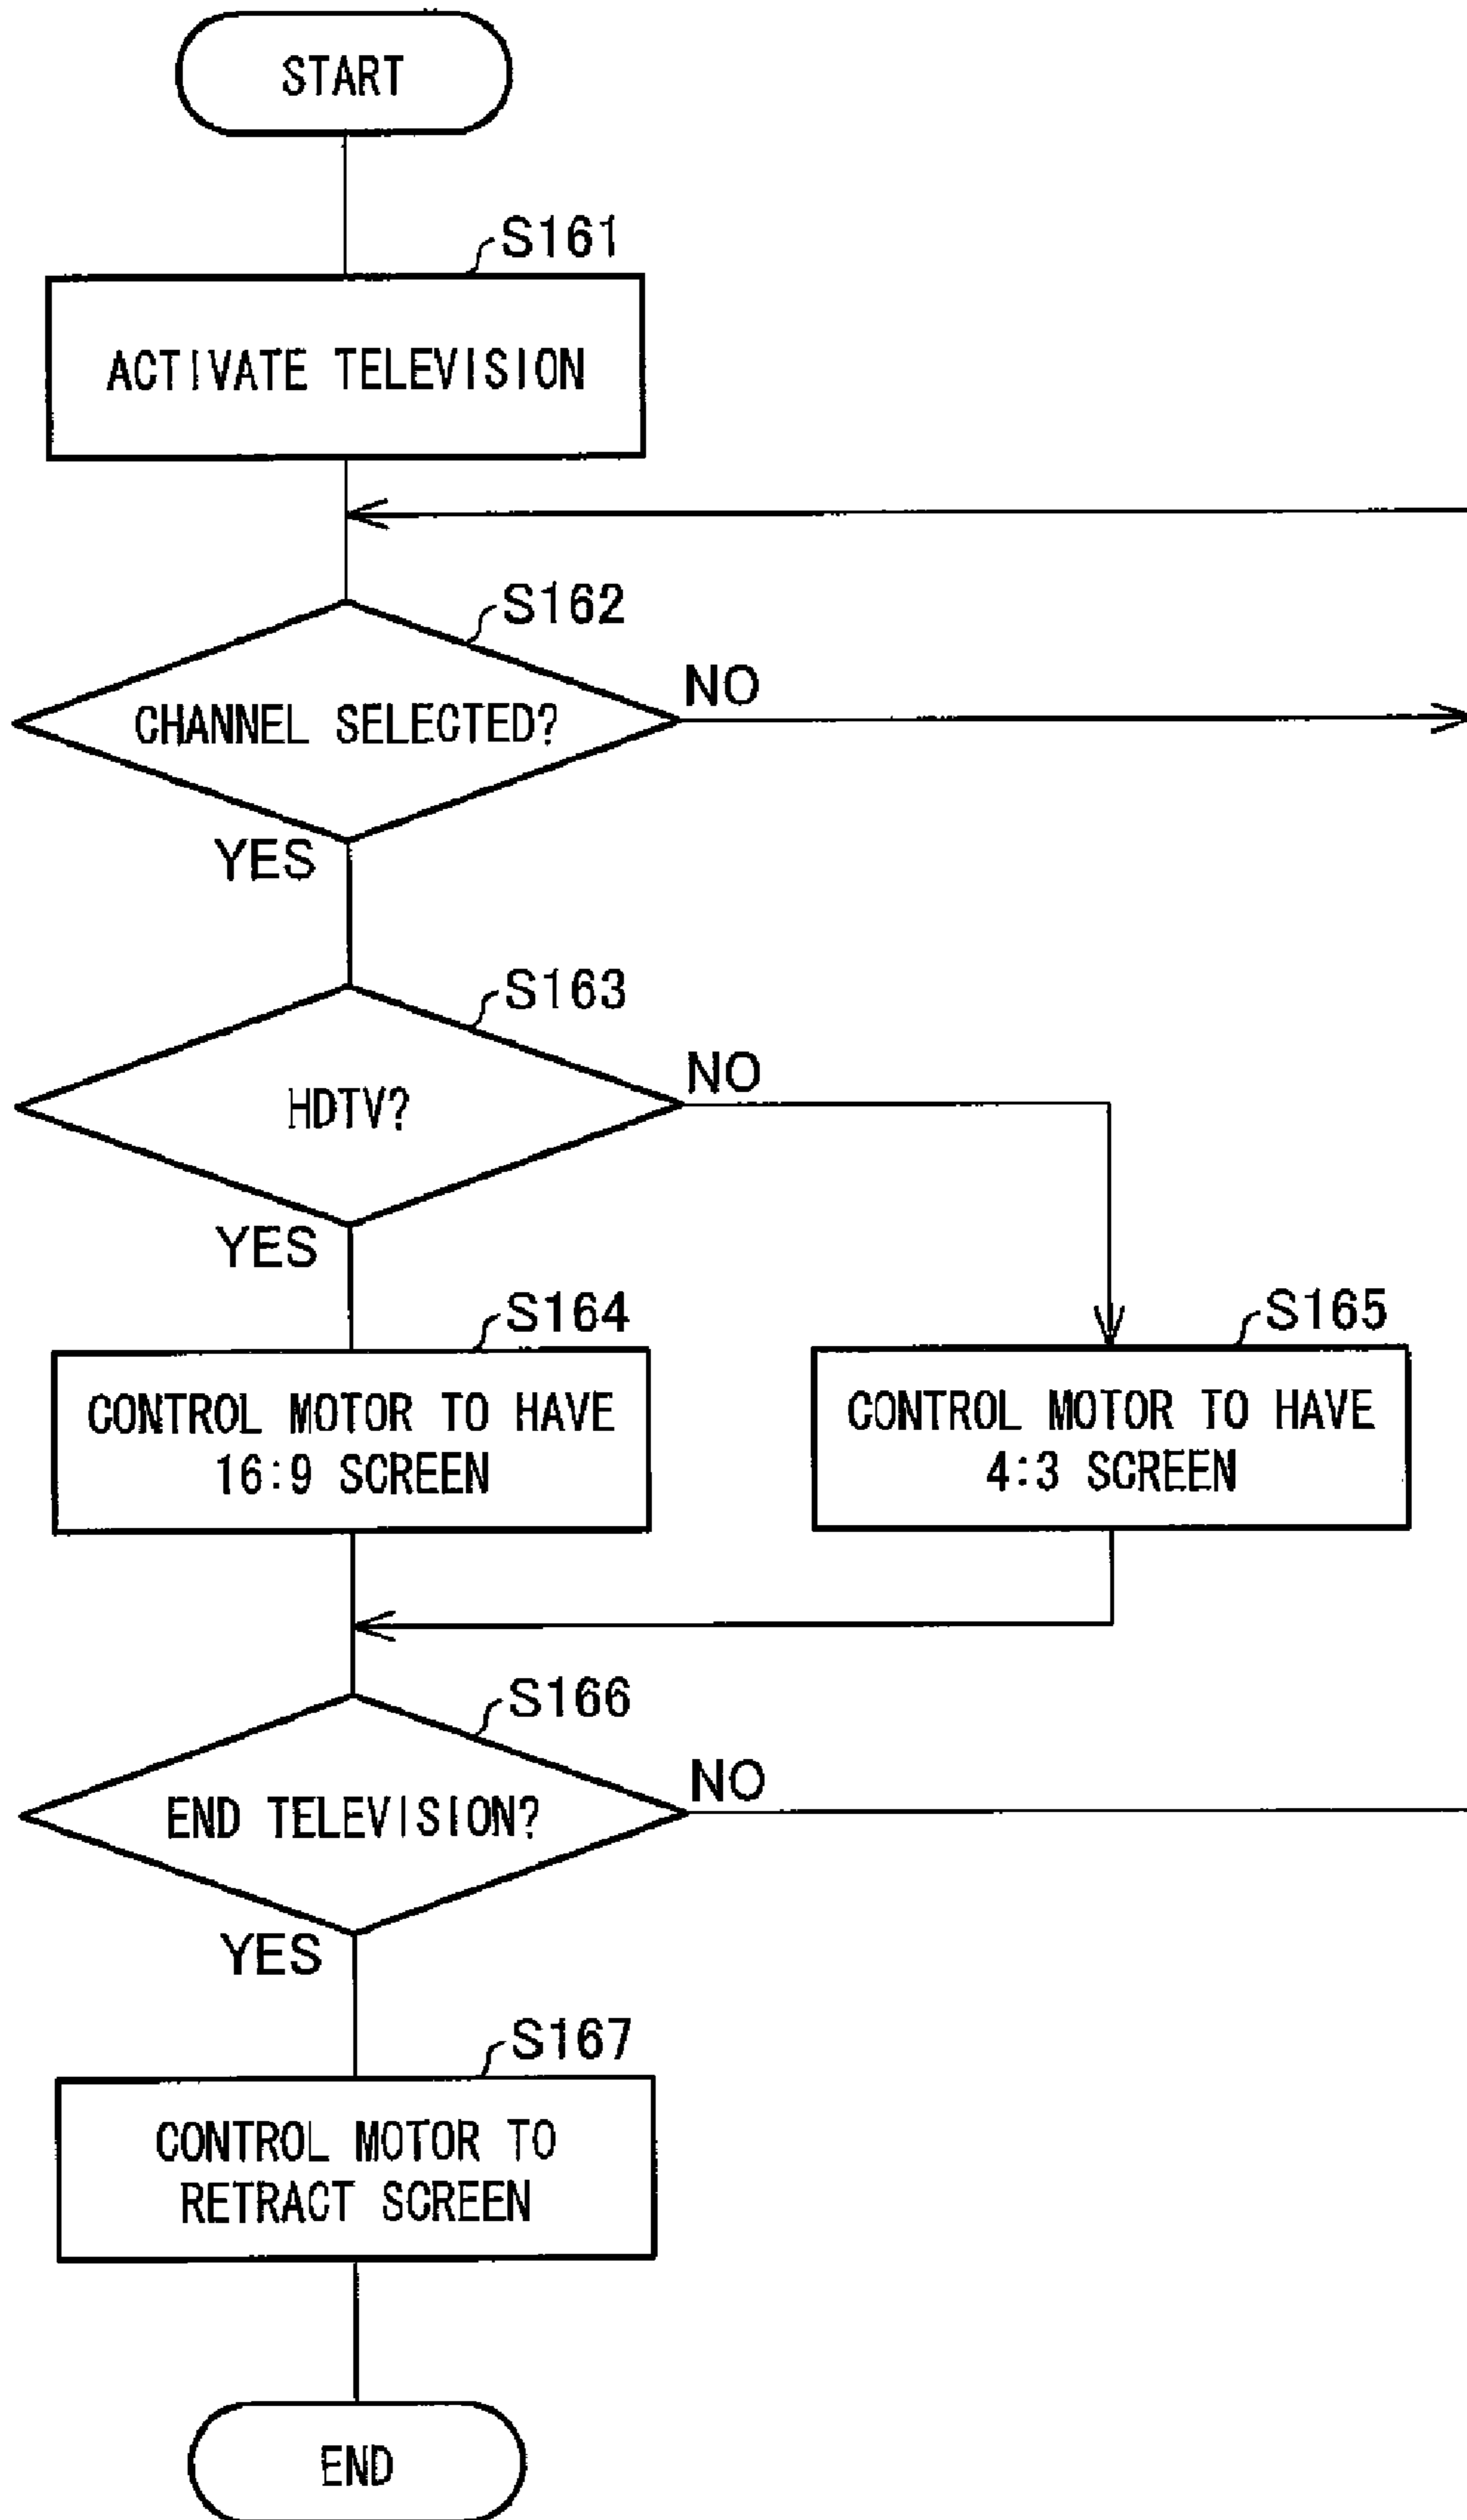 START
S161
ACTIVATE TELEVISION
S162
CHANNEL SELECTED?
NO
YES
S163
HDTV?
NO
YES
S164
CONTROL MOTOR TO HAVE
16:9 SCREEN
S165
CONTROL MOTOR TO HAVE
4:3 SCREEN
S166
END TELEVISION?
NO
YES
S167
CONTROL MOTOR TO
RETRACT SCREEN
END